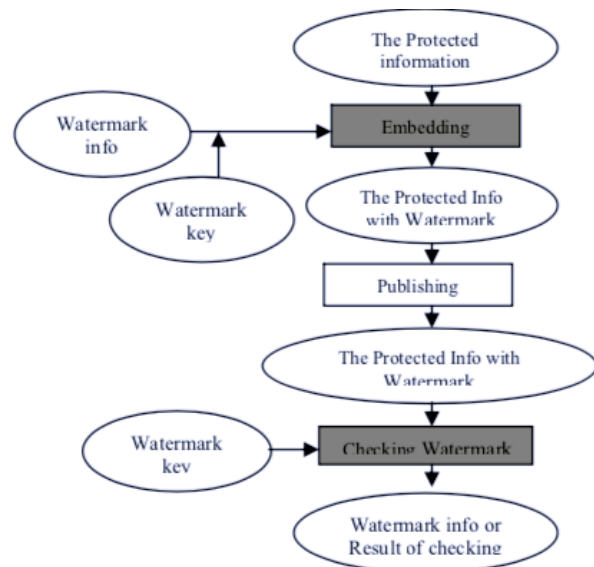 The Protected
information
Watermark
info
Embedding
Watermark
key
The Protected Info
with Watermark
Publishing
The Protected Info with
Watermark
Watermark
key
Checking Watermark
Watermark info or
Result of checking